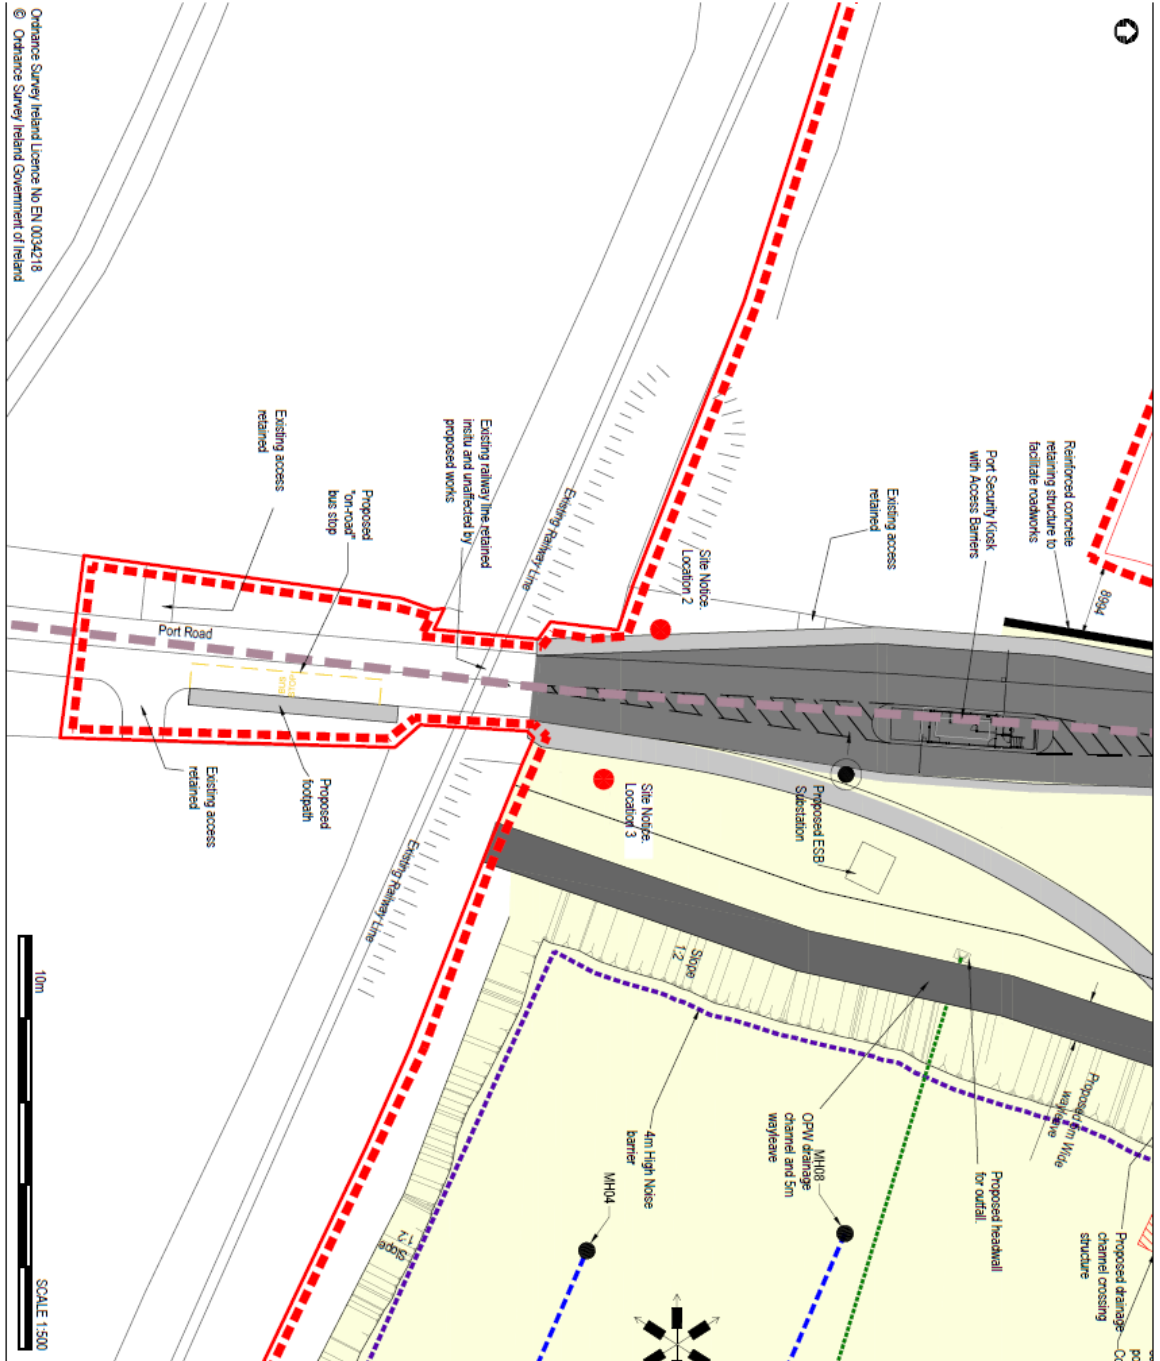 Ordnance Survey Ireland Licence No EN 0034218
© Ordnance Survey Ireland Government of Ireland
Reinforced concrete
retaining structure to
facilitate roadworks
8994
Port Security Kiosk
with Access Barriers
Existing access
retained
Site Notice.
Location 2
Existing Railway Line
Existing railway line retained
insitu and unaffected by
proposed works
Proposed
"on-road"
bus stop
Existing access
retained
Port Road
Proposed
footpath
Existing access
retained
Site Notice.
Location 3
Proposed ESB
Substation
Existing Railway Line
Slope
1:2
Proposed
Wide
wayleave
Proposed headwall
for outfall.
Proposed drainage
channel crossing
structure
MH08
OPW drainage
channel and 5m
wayleave
4m High Noise
barrier
MH04
Slope
1:2
10m
SCALE 1:500